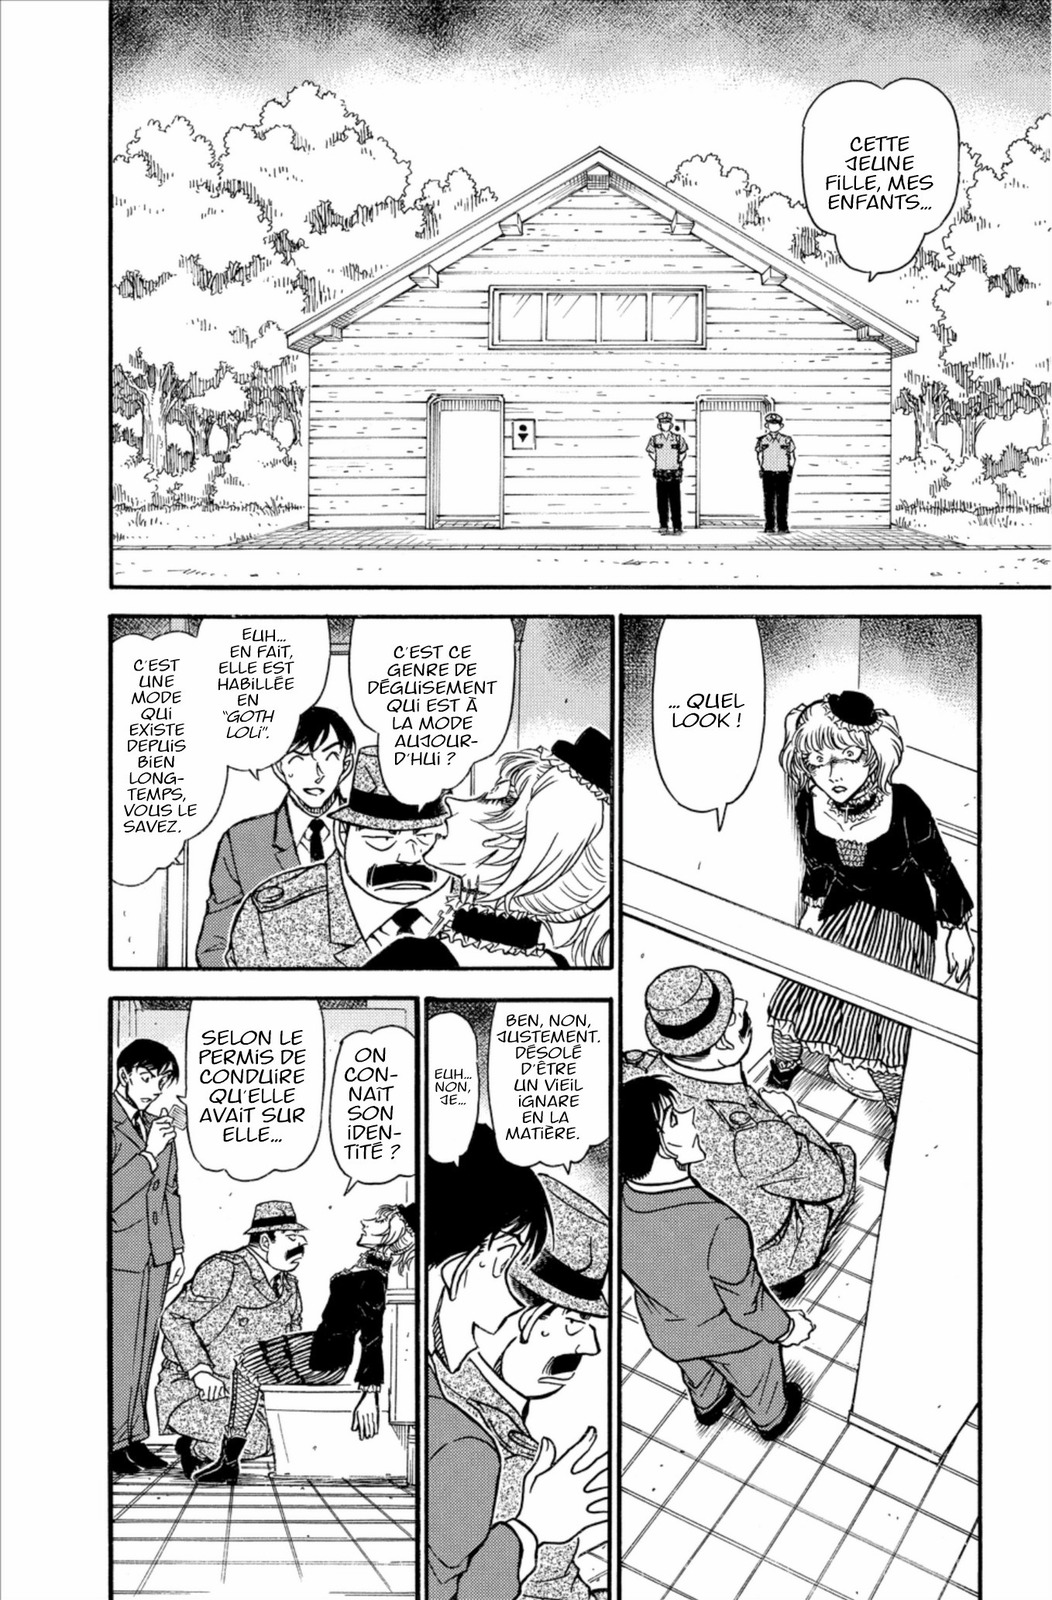 CETTE
JEUNE
FILLE, MES
ENFANTS...
... QUEL
LOOK !
C'EST CE
GENRE DE
DÉGUISEMENT
QUI EST À
LA MODE
AUJOUR-
D'HUI ?
EUH...
EN FAIT,
ELLE EST
HABILLÉE
EN
"GOTH
LOLI".
C'EST
UNE
MODE
QUI
EXISTE
DEPUIS
BIEN
LONG-
TEMPS,
VOUS LE
SAVEZ.
BEN, NON,
JUSTEMENT.
DÉSOLÉ
D'ÊTRE
UN VIEIL
IGNARE
EN LA
MATIÈRE.
EUH...
NON,
JE...
ON
CON-
NAÎT
SON
IDEN-
TITÉ ?
SELON LE
PERMIS DE
CONDUIRE
QU'ELLE
AVAIT SUR
ELLE...